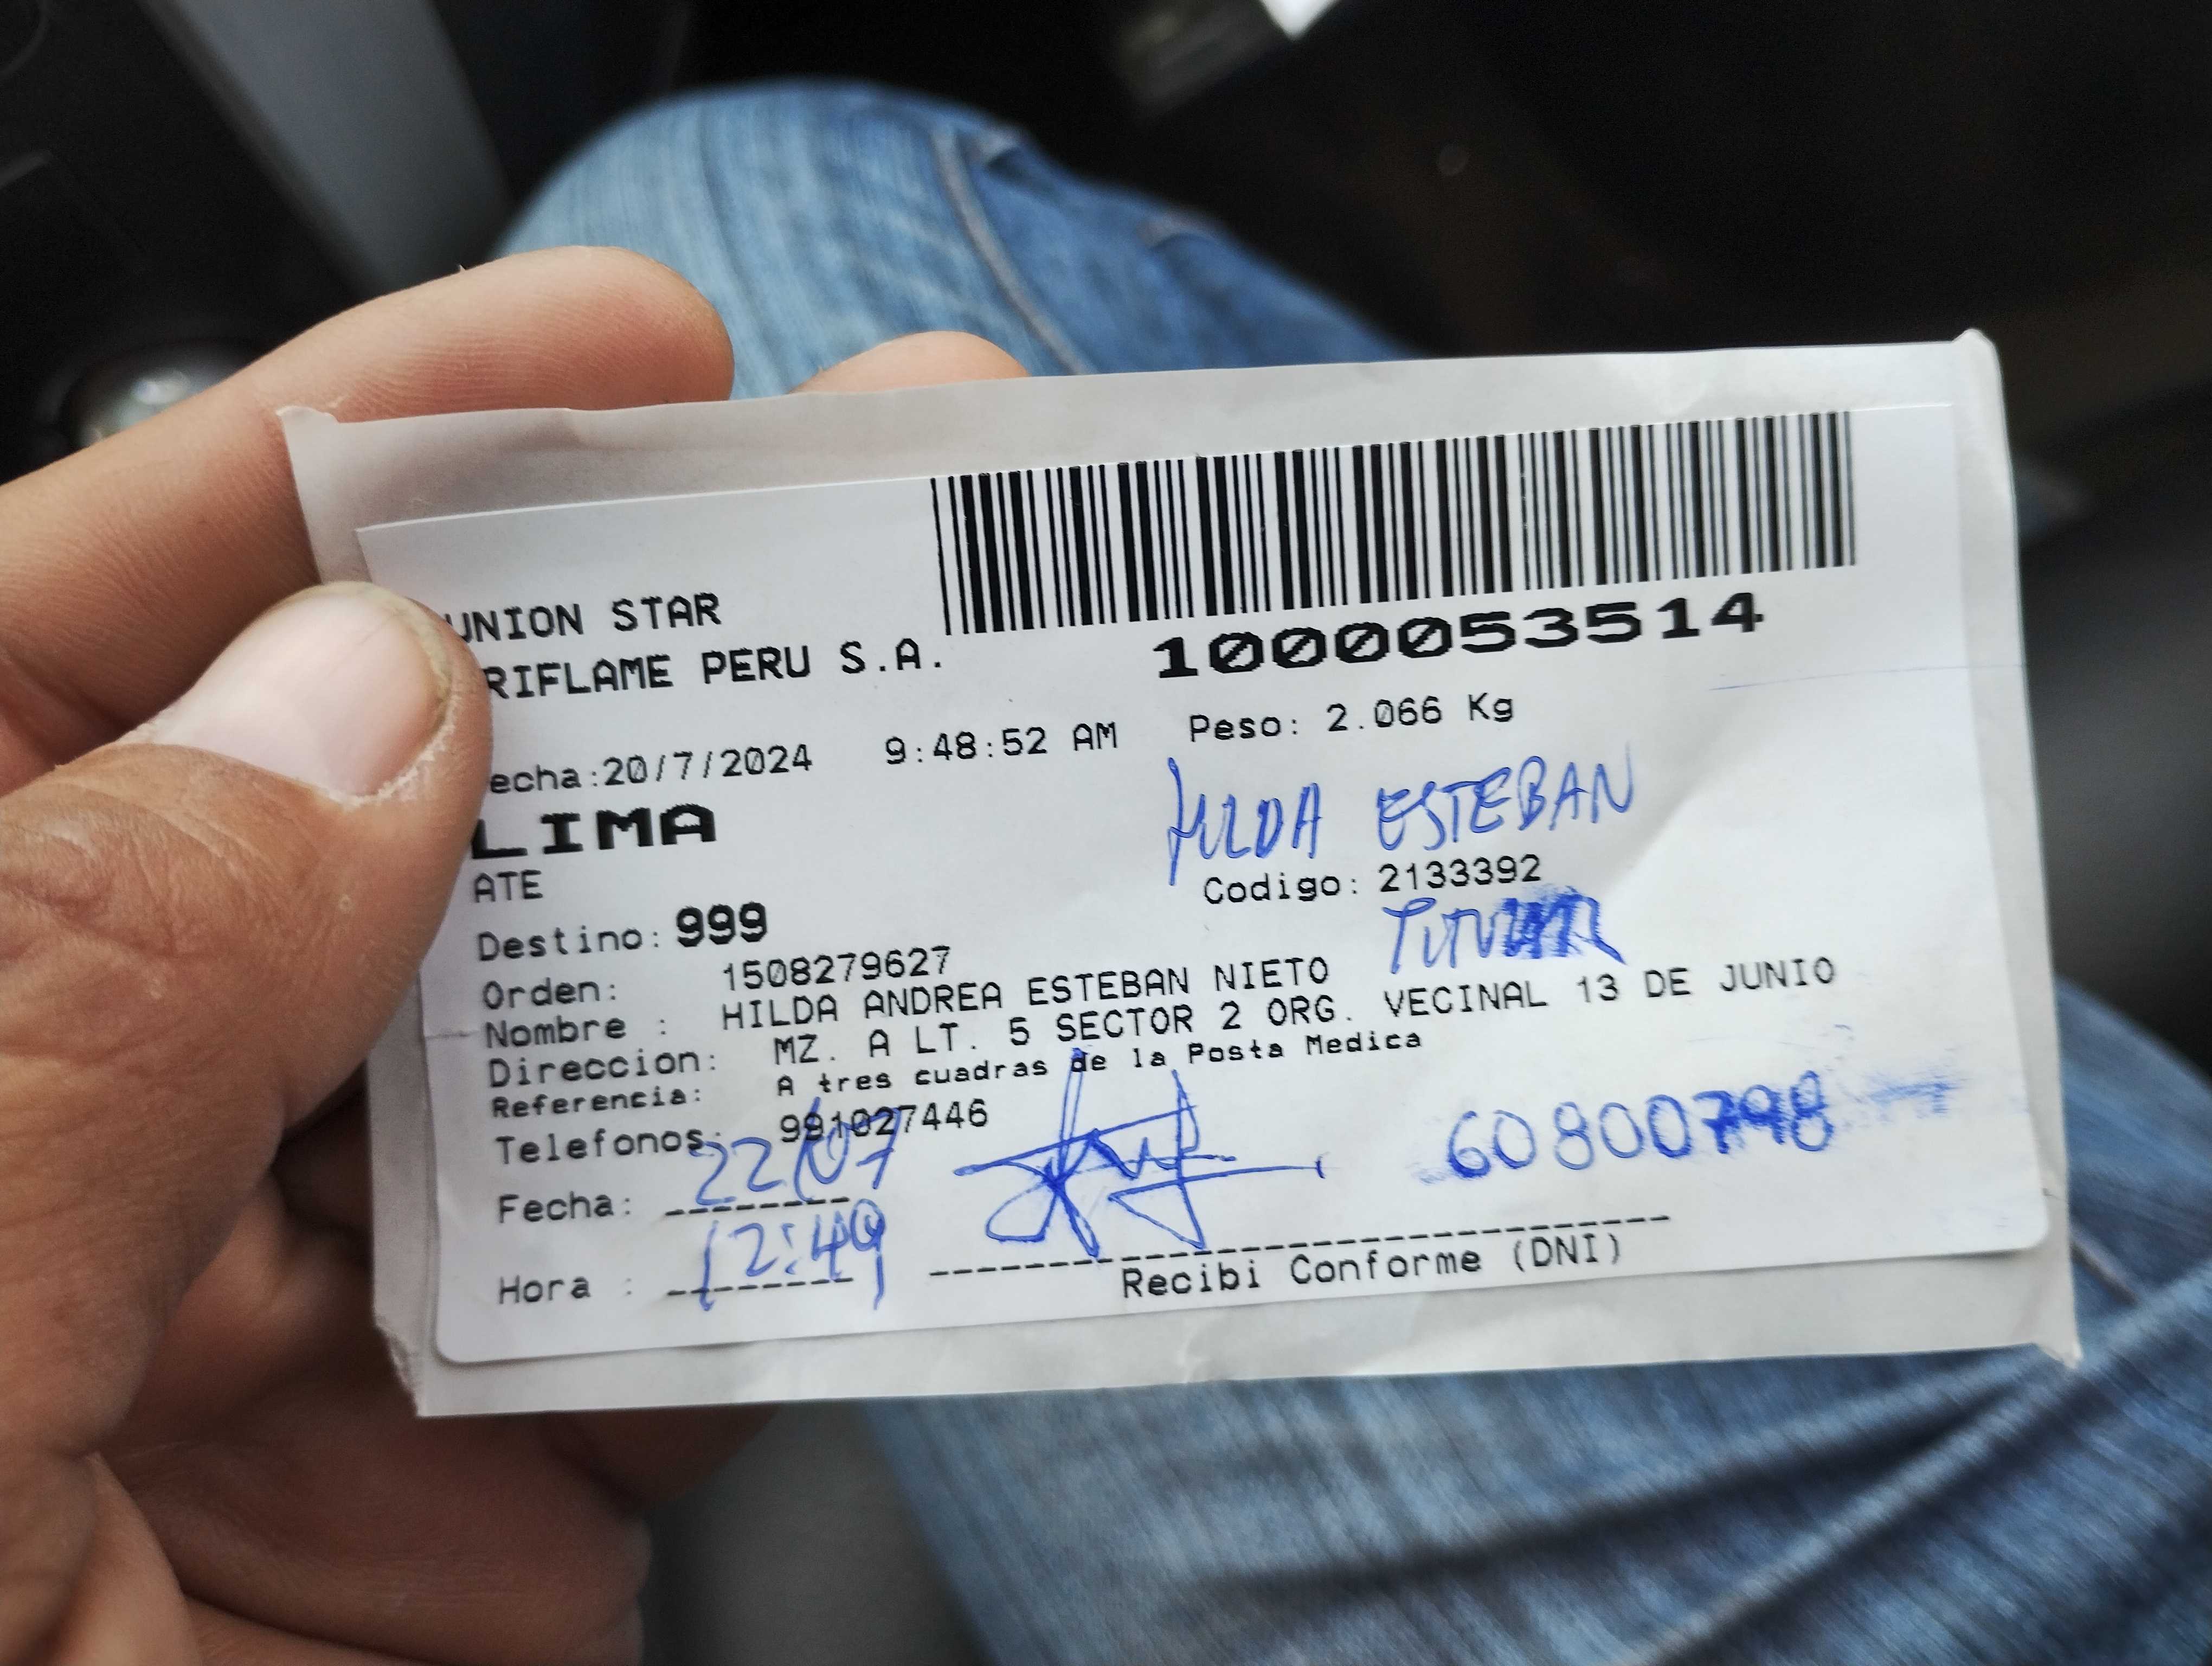 UNION STAR
RIFLAME PERU S.A.
1000053514
echa:20/7/2024 9:48:52 AM Peso: 2.066 Kg
LIMA
HILDA ESTEBAN
ATE
Codigo: 2133392
Destino: 999
Orden: 1508279627
Nombre : HILDA ANDREA ESTEBAN NIETO
Direccion: MZ. A LT. 5 SECTOR 2 ORG. VECINAL 13 DE JUNIO
Referencia: A tres cuadras de la Posta Medica
Telefonos: 991027446
Fecha: 22/07
60800798
Hora : 12:49
Recibi Conforme (DNI)